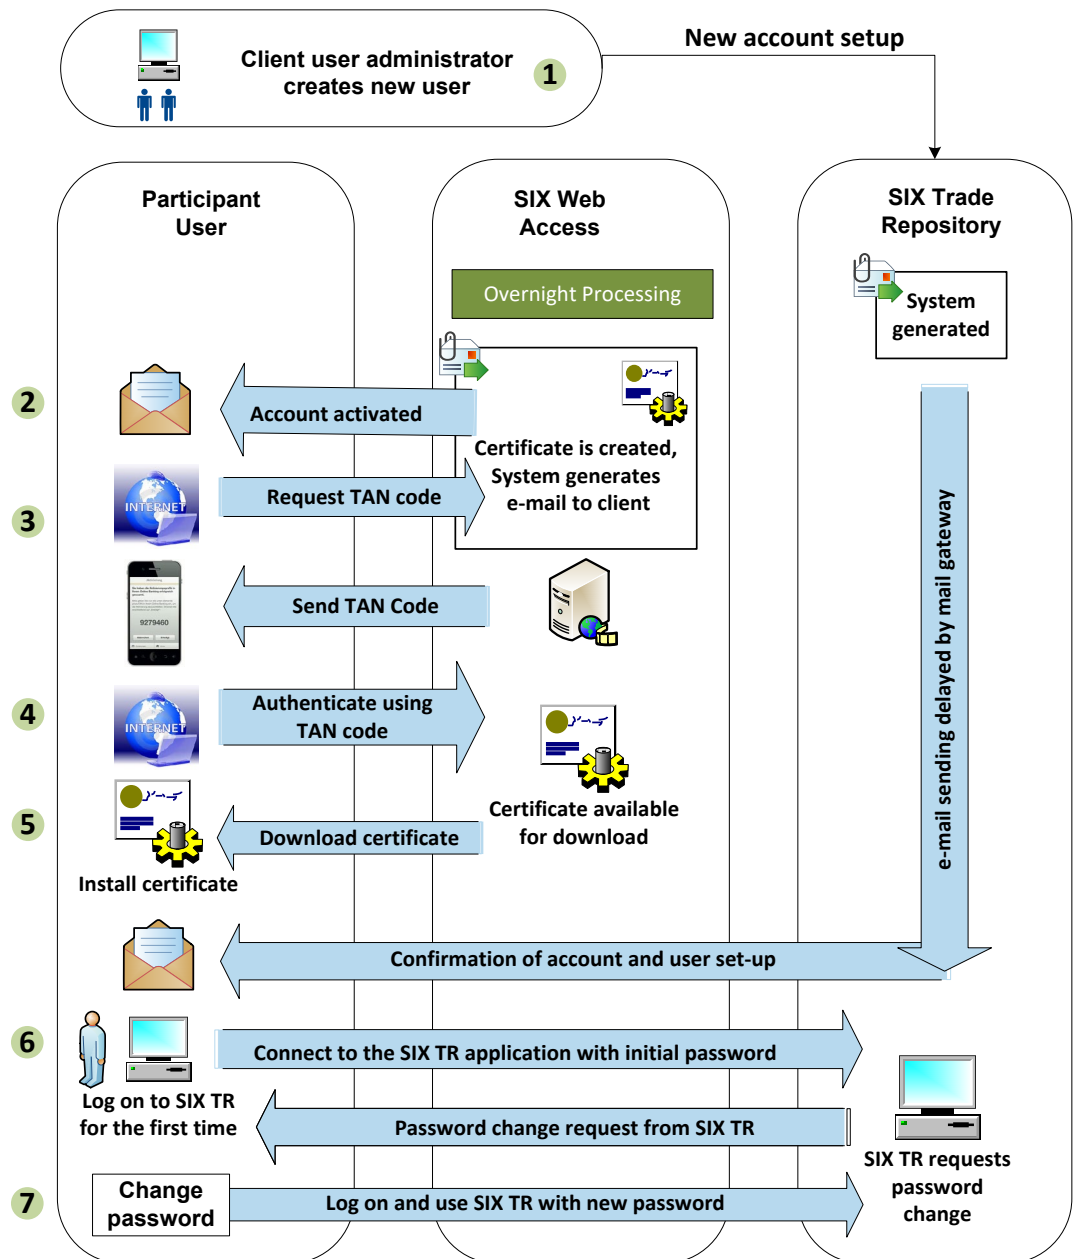 Client user administrator
creates new user
1
New account setup
Participant
User
SIX Web
Access
SIX Trade
Repository
Overnight Processing
System
generated
2
Account activated
Certificate is created,
System generates
e-mail to client
3
INTERNET
Request TAN code
9279460
Send TAN Code
e-mail sending delayed by mail gateway
4
INTERNET
Authenticate using
TAN code
5
Certificate available
for download
Download certificate
Install certificate
Confirmation of account and user set-up
6
Connect to the SIX TR application with initial password
Log on to SIX TR
for the first time
Password change request from SIX TR
SIX TR requests
password
change
7
Change
password
Log on and use SIX TR with new password